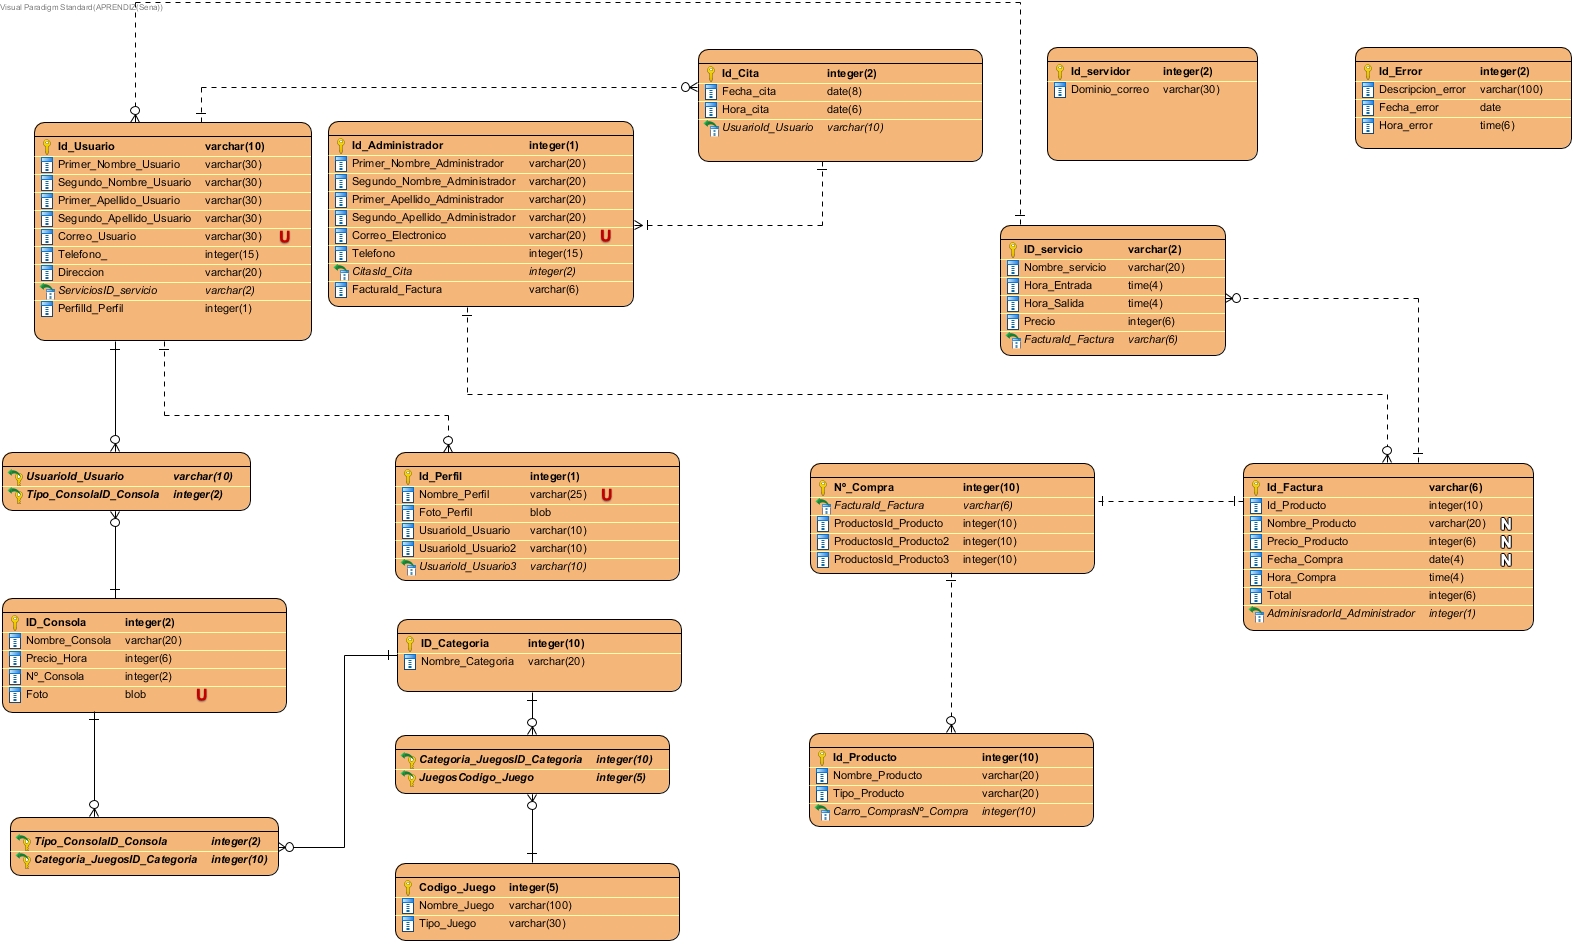 Visual Paradigm Standard(APRENDIZ(Sena))
Id_Cita integer(2)
Fecha_cita date(8)
Hora_cita date(6)
UsuarioId_Usuario varchar(10)
Id_servidor integer(2)
Dominio_correo varchar(30)
Id_Error integer(2)
Descripcion_error varchar(100)
Fecha_error date
Hora_error time(6)
Id_Usuario varchar(10)
Primer_Nombre_Usuario varchar(30)
Segundo_Nombre_Usuario varchar(30)
Primer_Apellido_Usuario varchar(30)
Segundo_Apellido_Usuario varchar(30)
Correo_Usuario varchar(30) U
Telefono_ integer(15)
Direccion varchar(20)
ServiciosID_servicio varchar(2)
PerfilId_Perfil integer(1)
Id_Administrador integer(1)
Primer_Nombre_Administrador varchar(20)
Segundo_Nombre_Administrador varchar(20)
Primer_Apellido_Administrador varchar(20)
Segundo_Apellido_Administrador varchar(20)
Correo_Electronico varchar(20) U
Telefono integer(15)
CitasId_Cita integer(2)
FacturaId_Factura varchar(6)
ID_servicio varchar(2)
Nombre_servicio varchar(20)
Hora_Entrada time(4)
Hora_Salida time(4)
Precio integer(6)
FacturaId_Factura varchar(6)
UsuarioId_Usuario varchar(10)
Tipo_ConsolaID_Consola integer(2)
Id_Perfil integer(1)
Nombre_Perfil varchar(25) U
Foto_Perfil blob
UsuarioId_Usuario varchar(10)
UsuarioId_Usuario2 varchar(10)
UsuarioId_Usuario3 varchar(10)
Nº_Compra integer(10)
FacturaId_Factura varchar(6)
ProductosId_Producto integer(10)
ProductosId_Producto2 integer(10)
ProductosId_Producto3 integer(10)
Id_Factura varchar(6)
Id_Producto integer(10)
Nombre_Producto varchar(20) N
Precio_Producto integer(6) N
Fecha_Compra date(4) N
Hora_Compra time(4)
Total integer(6)
AdminisradorId_Administrador integer(1)
ID_Consola integer(2)
Nombre_Consola varchar(20)
Precio_Hora integer(6)
Nº_Consola integer(2)
Foto blob U
ID_Categoria integer(10)
Nombre_Categoria varchar(20)
Categoria_JuegosID_Categoria integer(10)
JuegosCodigo_Juego integer(5)
Id_Producto integer(10)
Nombre_Producto varchar(20)
Tipo_Producto varchar(20)
Carro_ComprasNº_Compra integer(10)
Tipo_ConsolaID_Consola integer(2)
Categoria_JuegosID_Categoria integer(10)
Codigo_Juego integer(5)
Nombre_Juego varchar(100)
Tipo_Juego varchar(30)